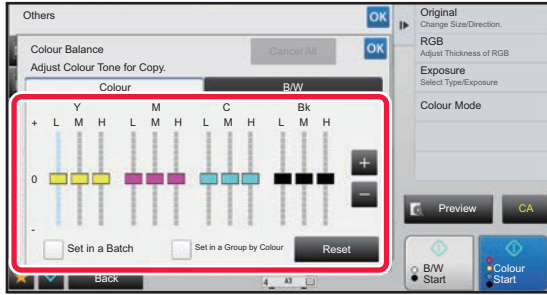 Others
OK
Colour Balance
Cancel All
OK
Adjust Colour Tone for Copy.
Colour
B/W
Y M C Bk
+ L M H L M H L M H L M H
+
0
−
-
Set in a Batch
Set in a Group by Colour
Reset
Back
4 A3
Original
Change Size/Direction.
RGB
Adjust Thickness of RGB
Exposure
Select Type/Exposure
Colour Mode
Preview
CA
B/W
Start
Colour
Start